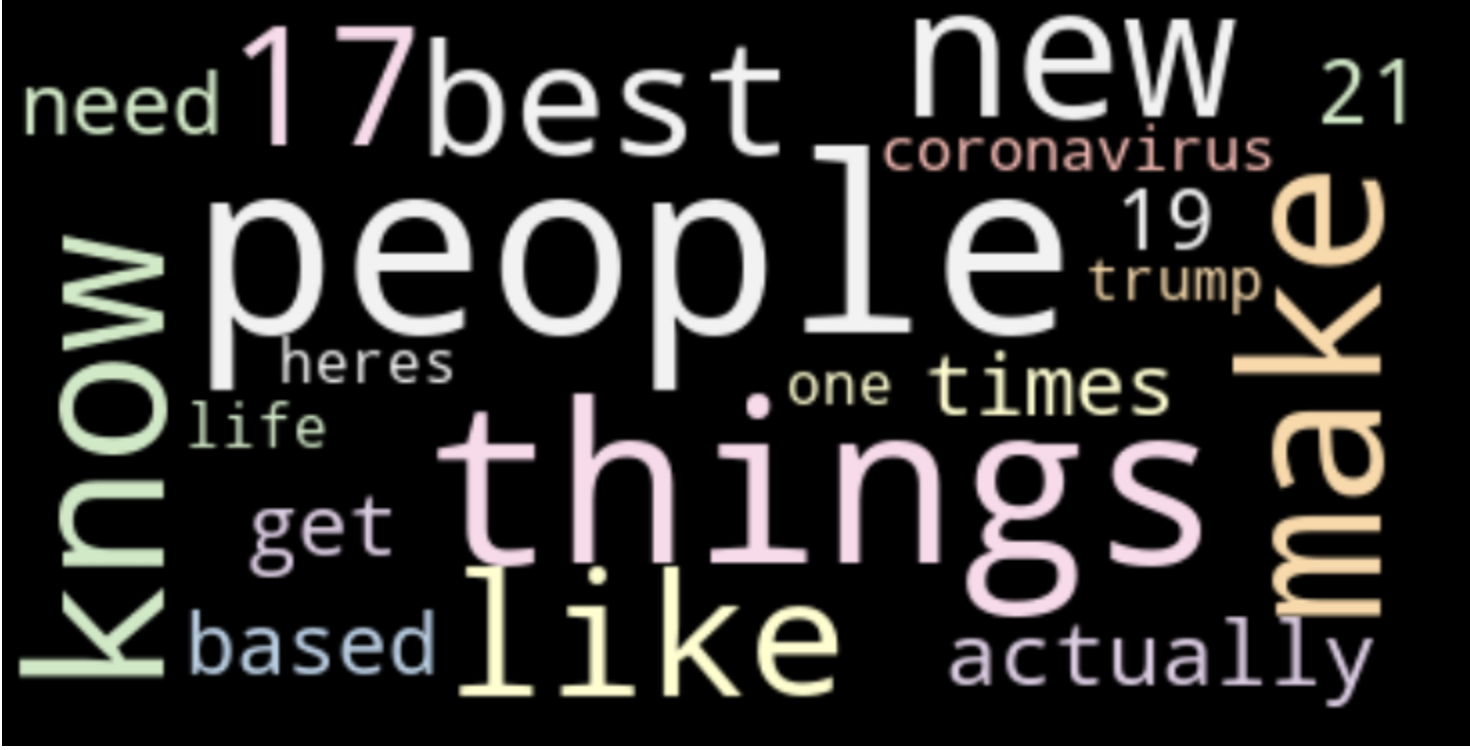 need
17
best
new
21
coronavirus
people
19
trump
make
know
heres
one
times
life
things
get
like
based
actually